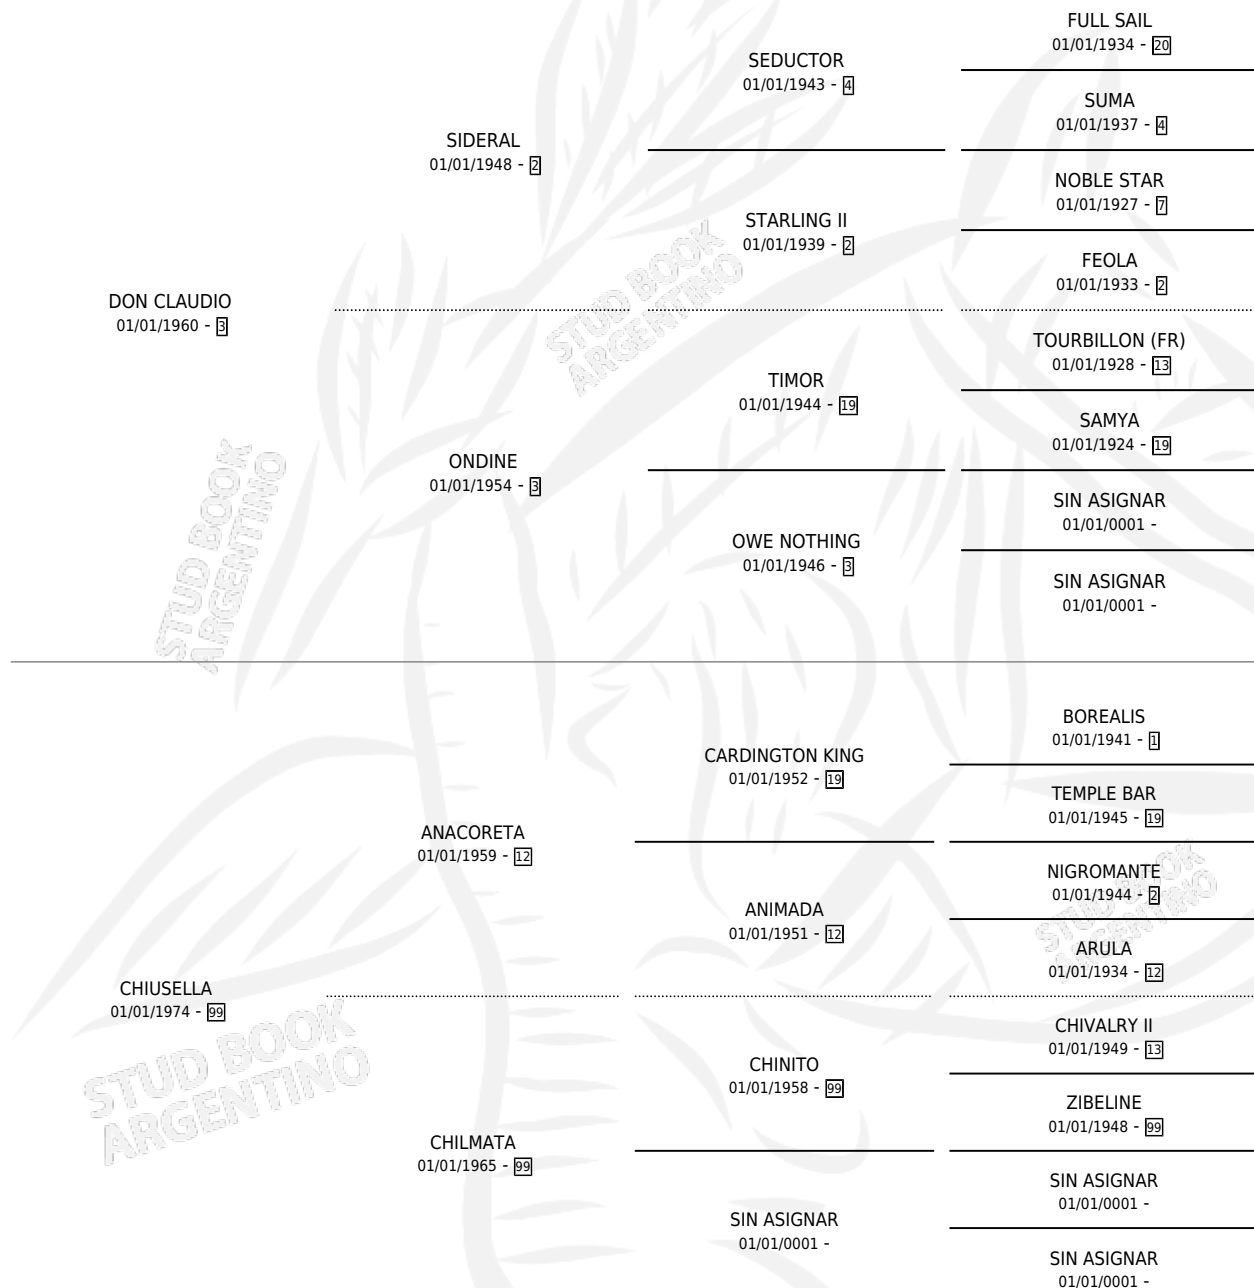 FULL SAIL
01/01/1934 - 20
SEDUCTOR
01/01/1943 - 4
SUMA
01/01/1937 - 4
SIDERAL
01/01/1948 - 2
NOBLE STAR
01/01/1927 - 7
STARLING II
01/01/1939 - 2
FEOLA
01/01/1933 - 2
DON CLAUDIO
01/01/1960 - 3
TOURBILLON (FR)
01/01/1928 - 13
TIMOR
01/01/1944 - 19
SAMYA
01/01/1924 - 19
ONDINE
01/01/1954 - 3
SIN ASIGNAR
01/01/0001 -
OWE NOTHING
01/01/1946 - 3
SIN ASIGNAR
01/01/0001 -
BOREALIS
01/01/1941 - 1
CARDINGTON KING
01/01/1952 - 19
TEMPLE BAR
01/01/1945 - 19
ANACORETA
01/01/1959 - 12
NIGROMANTE
01/01/1944 - 2
ANIMADA
01/01/1951 - 12
ARULA
01/01/1934 - 12
CHIUSELLA
01/01/1974 - 99
CHIVALRY II
01/01/1949 - 13
CHINITO
01/01/1958 - 99
ZIBELINE
01/01/1948 - 99
CHILMATA
01/01/1965 - 99
SIN ASIGNAR
01/01/0001 -
SIN ASIGNAR
01/01/0001 -
SIN ASIGNAR
01/01/0001 -
STUD BOOK
ARGENTINO
STUD BOOK
ARGENTINO
STUD BOOK
ARGENTINO
STUD BOOK
ARGENTINO